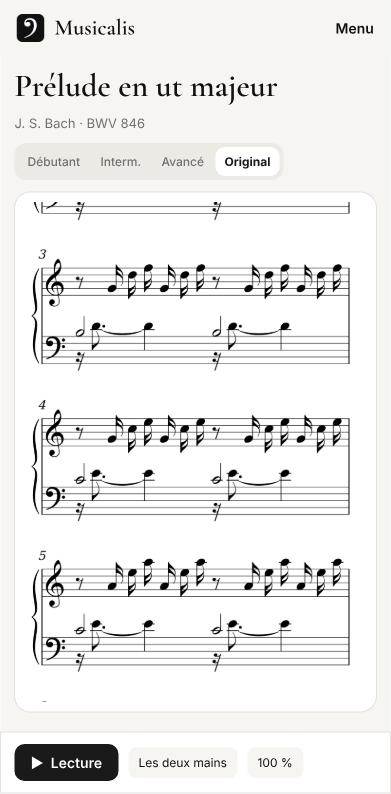 Musicalis
Menu
Prélude en ut majeur
J. S. Bach · BWV 846
Débutant Interm. Avancé Original
3
4
5
Lecture Les deux mains 100 %